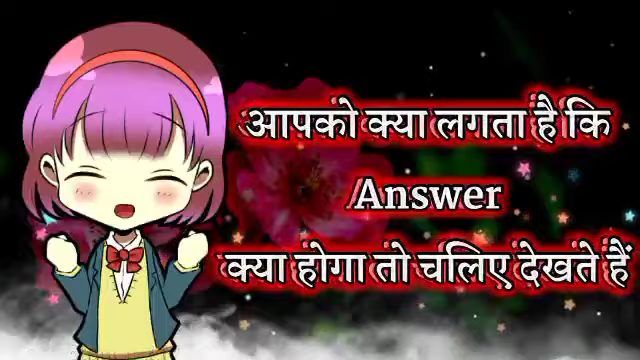 आपको क्या लगता है कि
Answer
क्या होगा तो चलिए देखते हैं